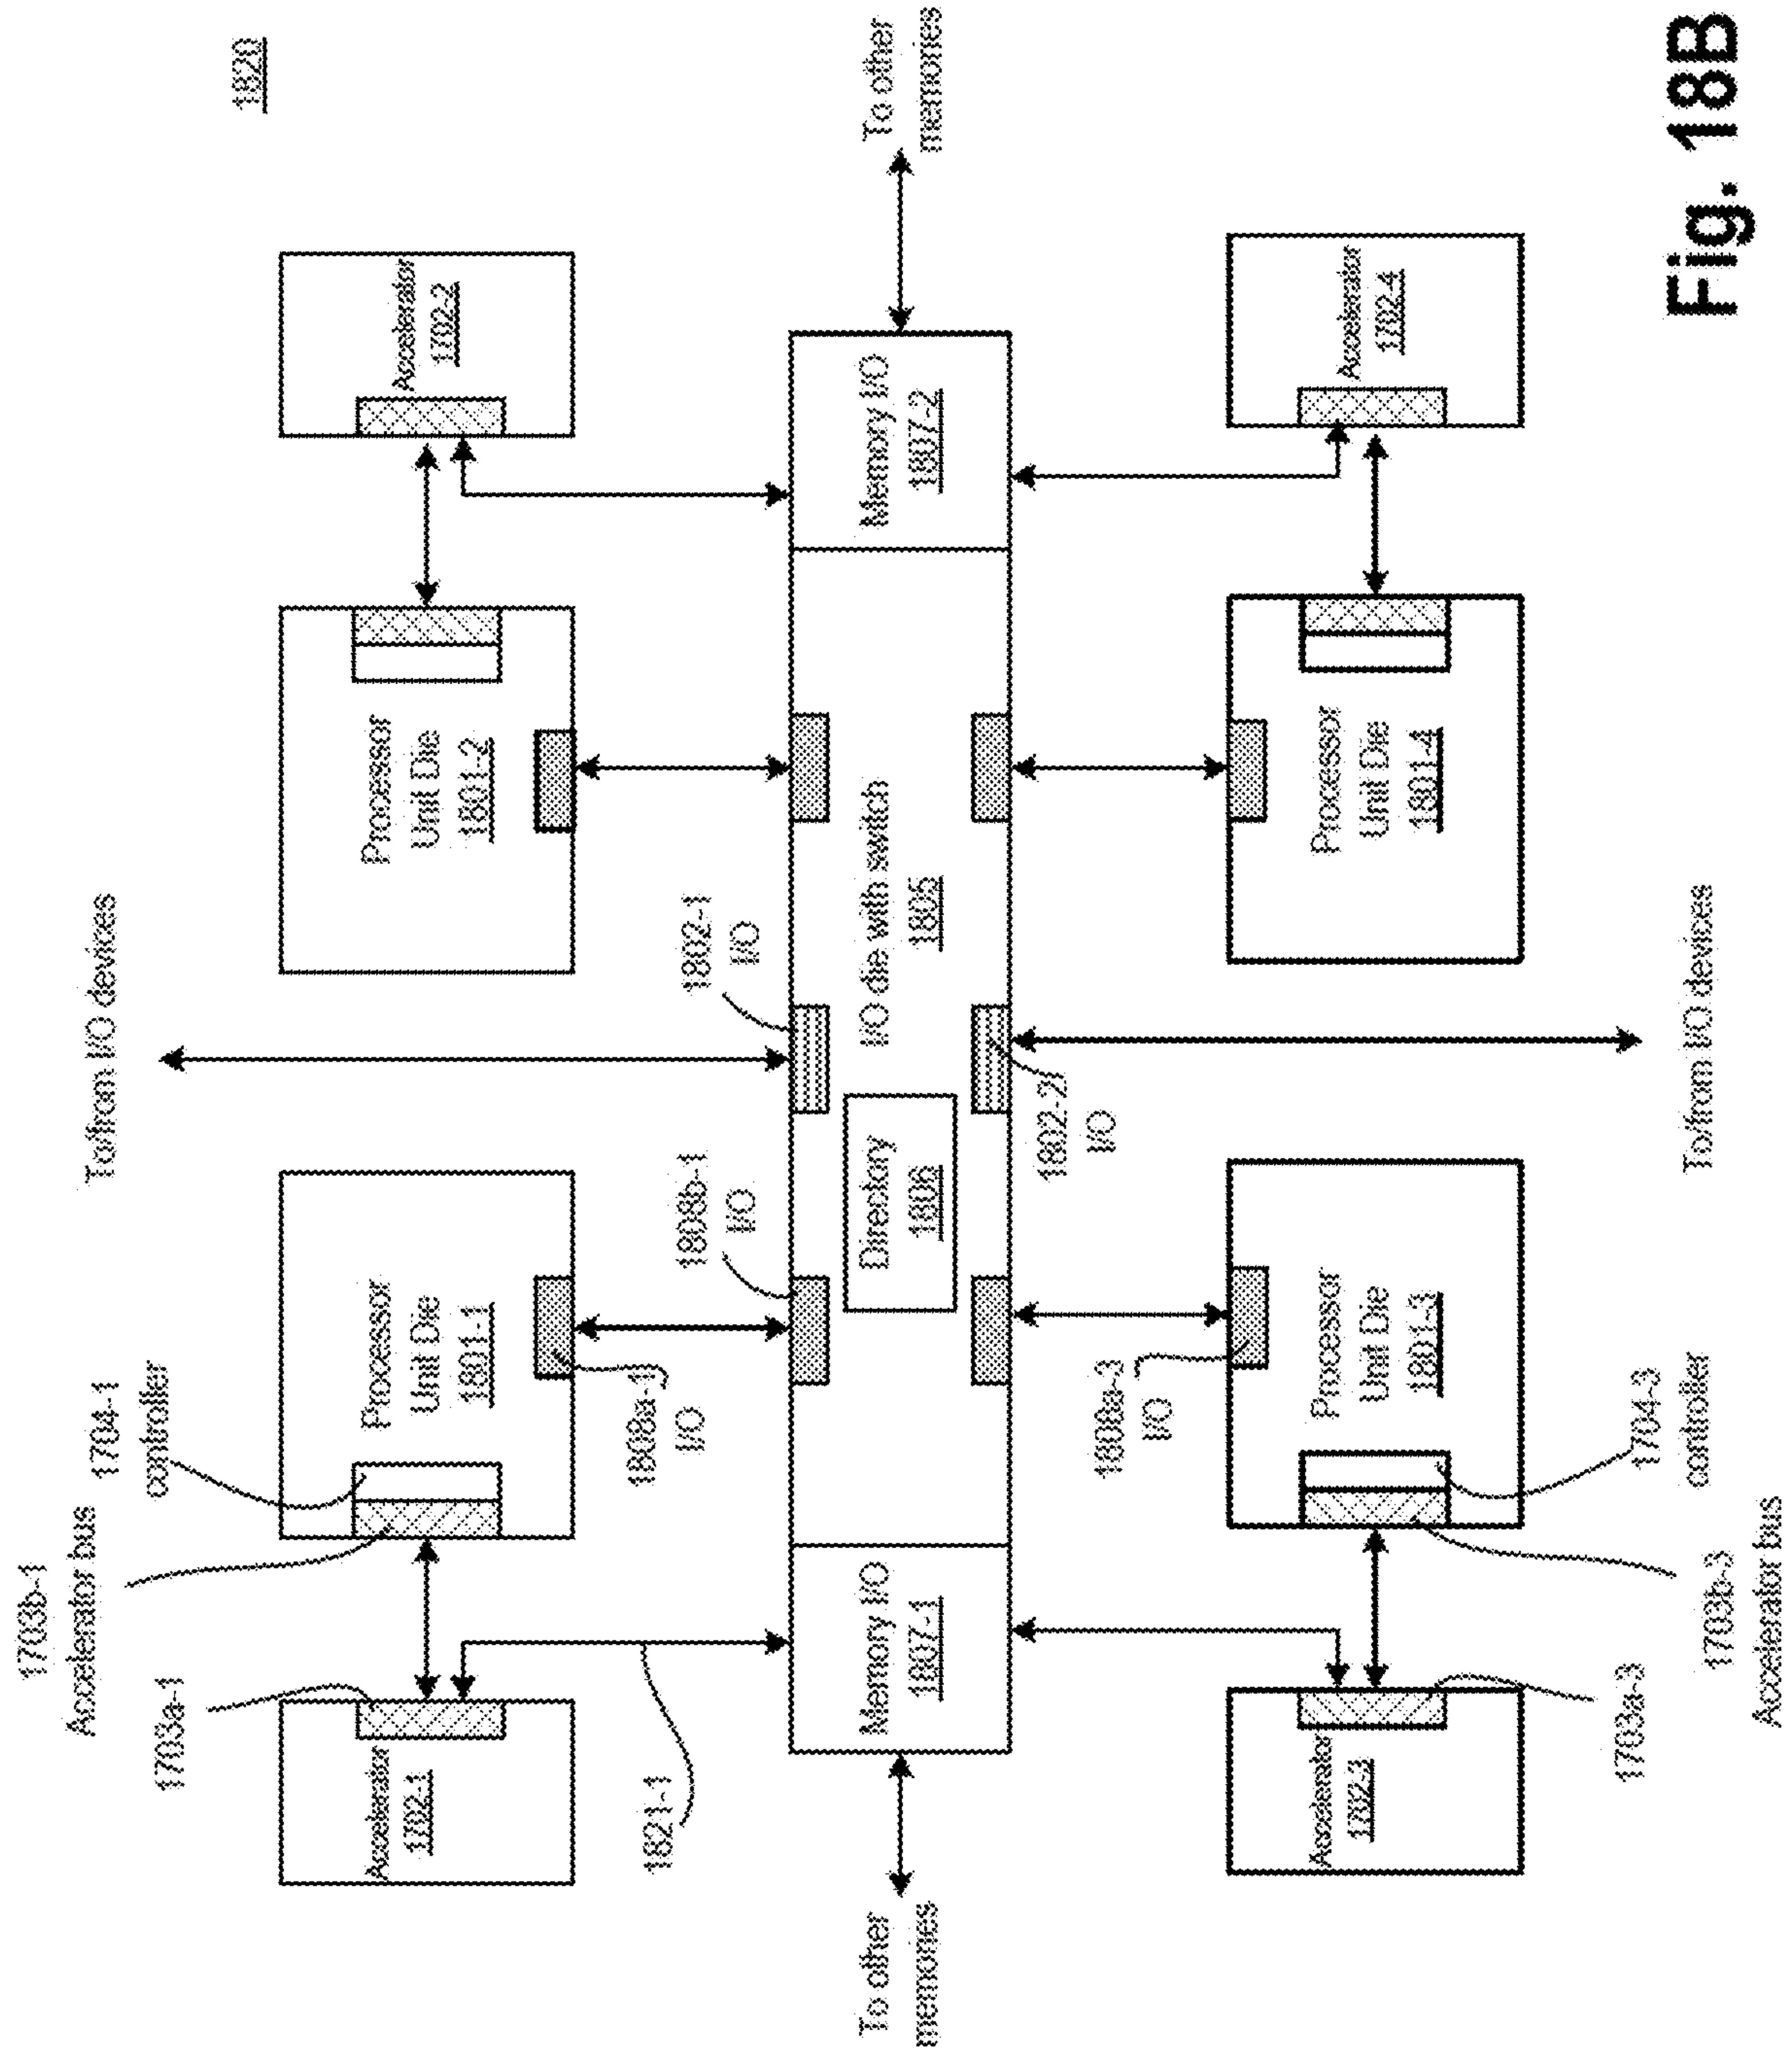 1820
To/from I/O devices
1703b-1
Accelerator bus
1704-1
controller
1703a-1
Accelerator
1702-1
Processor
Unit Die
1801-1
Processor
Unit Die
1801-2
Accelerator
1702-2
1821-1
1808a-1
I/O
1808b-1
I/O
1802-1
I/O
To other
memories
Memory I/O
1807-1
Directory
1806
I/O die with switch
1805
Memory I/O
1807-2
To other
memories
1808a-3
I/O
1802-2
I/O
Accelerator
1702-3
Processor
Unit Die
1801-3
Processor
Unit Die
1801-4
Accelerator
1702-4
1703a-3
1703b-3
Accelerator bus
1704-3
controller
To/from I/O devices
Fig. 18B